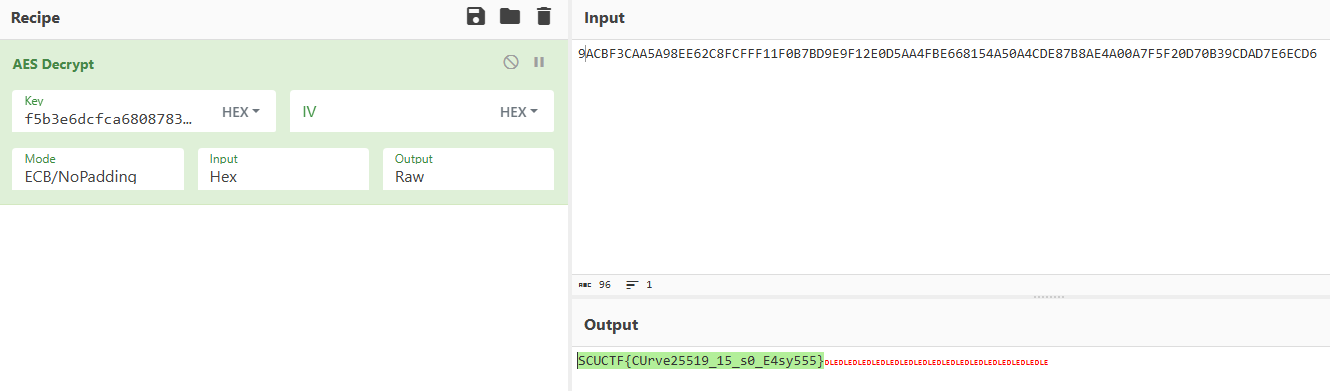 Recipe
AES Decrypt
Key
f5b3e6dcfca6808783…
HEX
IV
HEX
Mode
ECB/NoPadding
Input
Hex
Output
Raw
Input
9ACBF3CAA5A98EE62C8FCFFF11F0B7BD9E9F12E0D5AA4FBE668154A50A4CDE87B8AE4A00A7F5F20D70B39CDAD7E6ECD6
ABC 96 1
Output
SCUCTF{CUrve25519_15_s0_E4sy555}DLEDLEDLEDLEDLEDLEDLEDLEDLEDLEDLEDLEDLEDLEDLEDLE